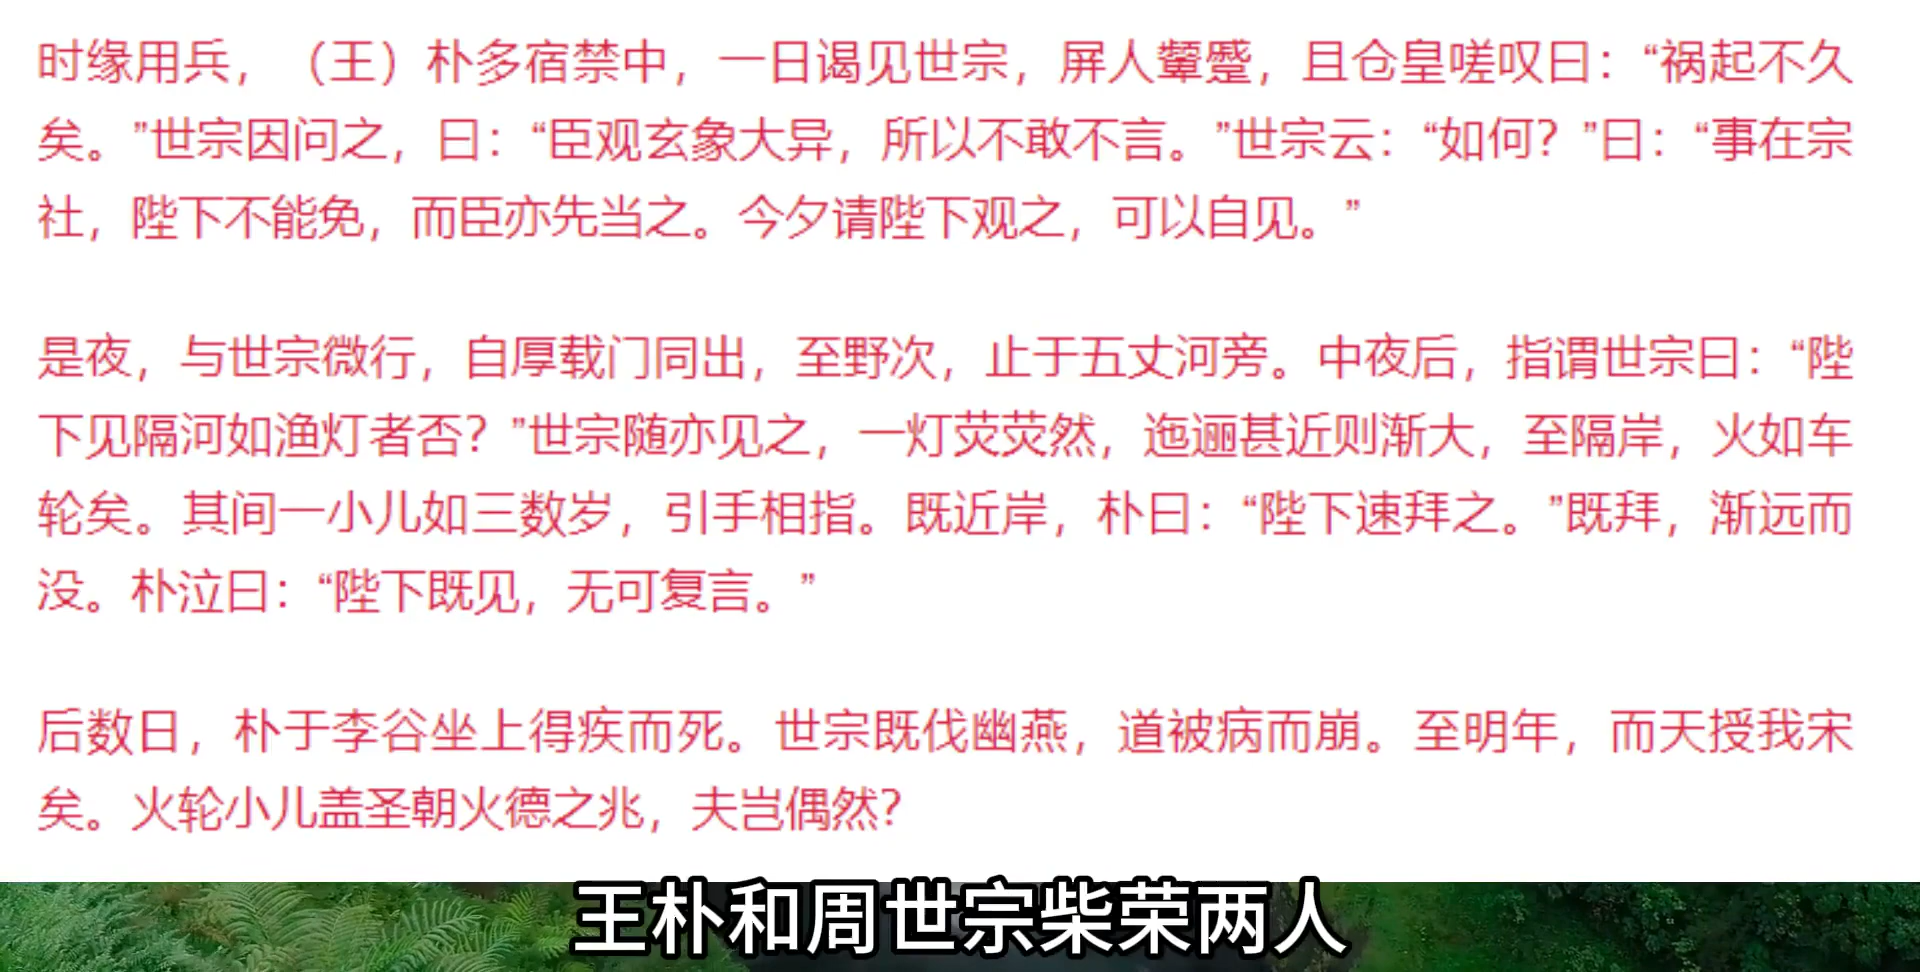 时缘用兵，（王）朴多宿禁中，一日谒见世宗，屏人颦蹙，且仓皇嗟叹曰：“祸起不久
矣。”世宗因问之，曰：“臣观玄象大异，所以不敢不言。”世宗云：“如何？”曰：“事在宗
社，陛下不能免，而臣亦先当之。今夕请陛下观之，可以自见。”
是夜，与世宗微行，自厚载门同出，至野次，止于五丈河旁。中夜后，指谓世宗曰：“陛
下见隔河如渔灯者否？”世宗随亦见之，一灯荧荧然，迤逦甚近则渐大，至隔岸，火如车
轮矣。其间一小儿如三数岁，引手相指。既近岸，朴曰：“陛下速拜之。”既拜，渐远而
没。朴泣曰：“陛下既见，无可复言。”
后数日，朴于李谷坐上得疾而死。世宗既伐幽燕，道被病而崩。至明年，而天授我宋
矣。火轮小儿盖圣朝火德之兆，夫岂偶然？
王朴和周世宗柴荣两人